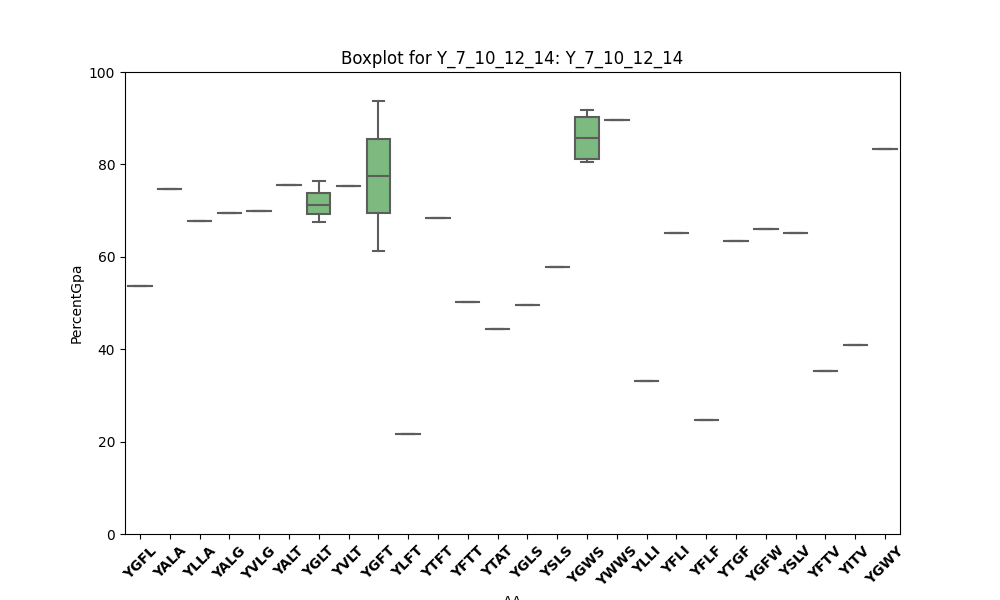 Boxplot for Y_7_10_12_14: Y_7_10_12_14
100
80
60
40
20
0
PercentGpa
YGFL YALA YLLA YALG YVLG YALT YGLT YVLT YGFT YLFT YTFT YFTT YTAT YGLS YSLS YGWS YWWS YLLI YFLI YFLF YTGF YGFW YSLV YFTV YITV YGWY
AA